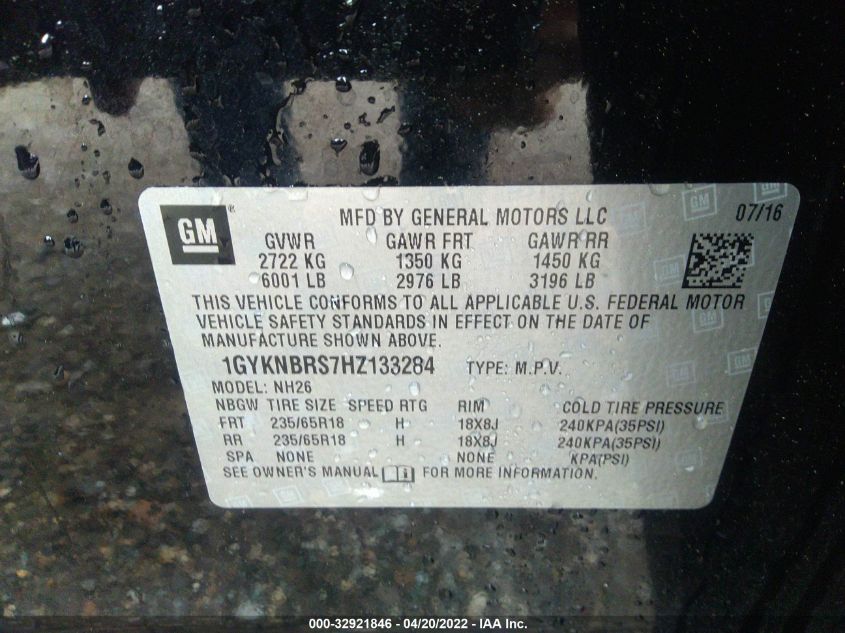 GM ® MFD BY GENERAL MOTORS LLC 07/16
GVWR GAWR FRT GAWR RR
2722 KG 1350 KG 1450 KG
6001 LB 2976 LB 3196 LB
THIS VEHICLE CONFORMS TO ALL APPLICABLE U.S. FEDERAL MOTOR
VEHICLE SAFETY STANDARDS IN EFFECT ON THE DATE OF
MANUFACTURE SHOWN ABOVE.
1GYKNBRS7HZ133284 TYPE: M.P.V.
MODEL: NH26
NBGW TIRE SIZE SPEED RTG RIM COLD TIRE PRESSURE
FRT 235/65R18 H 18X8J 240KPA(35PSI)
RR 235/65R18 H 18X8J 240KPA(35PSI)
SPA NONE NONE KPA(PSI)
SEE OWNER'S MANUAL FOR MORE INFORMATION.
000-32921846 - 04/20/2022 - IAA Inc.